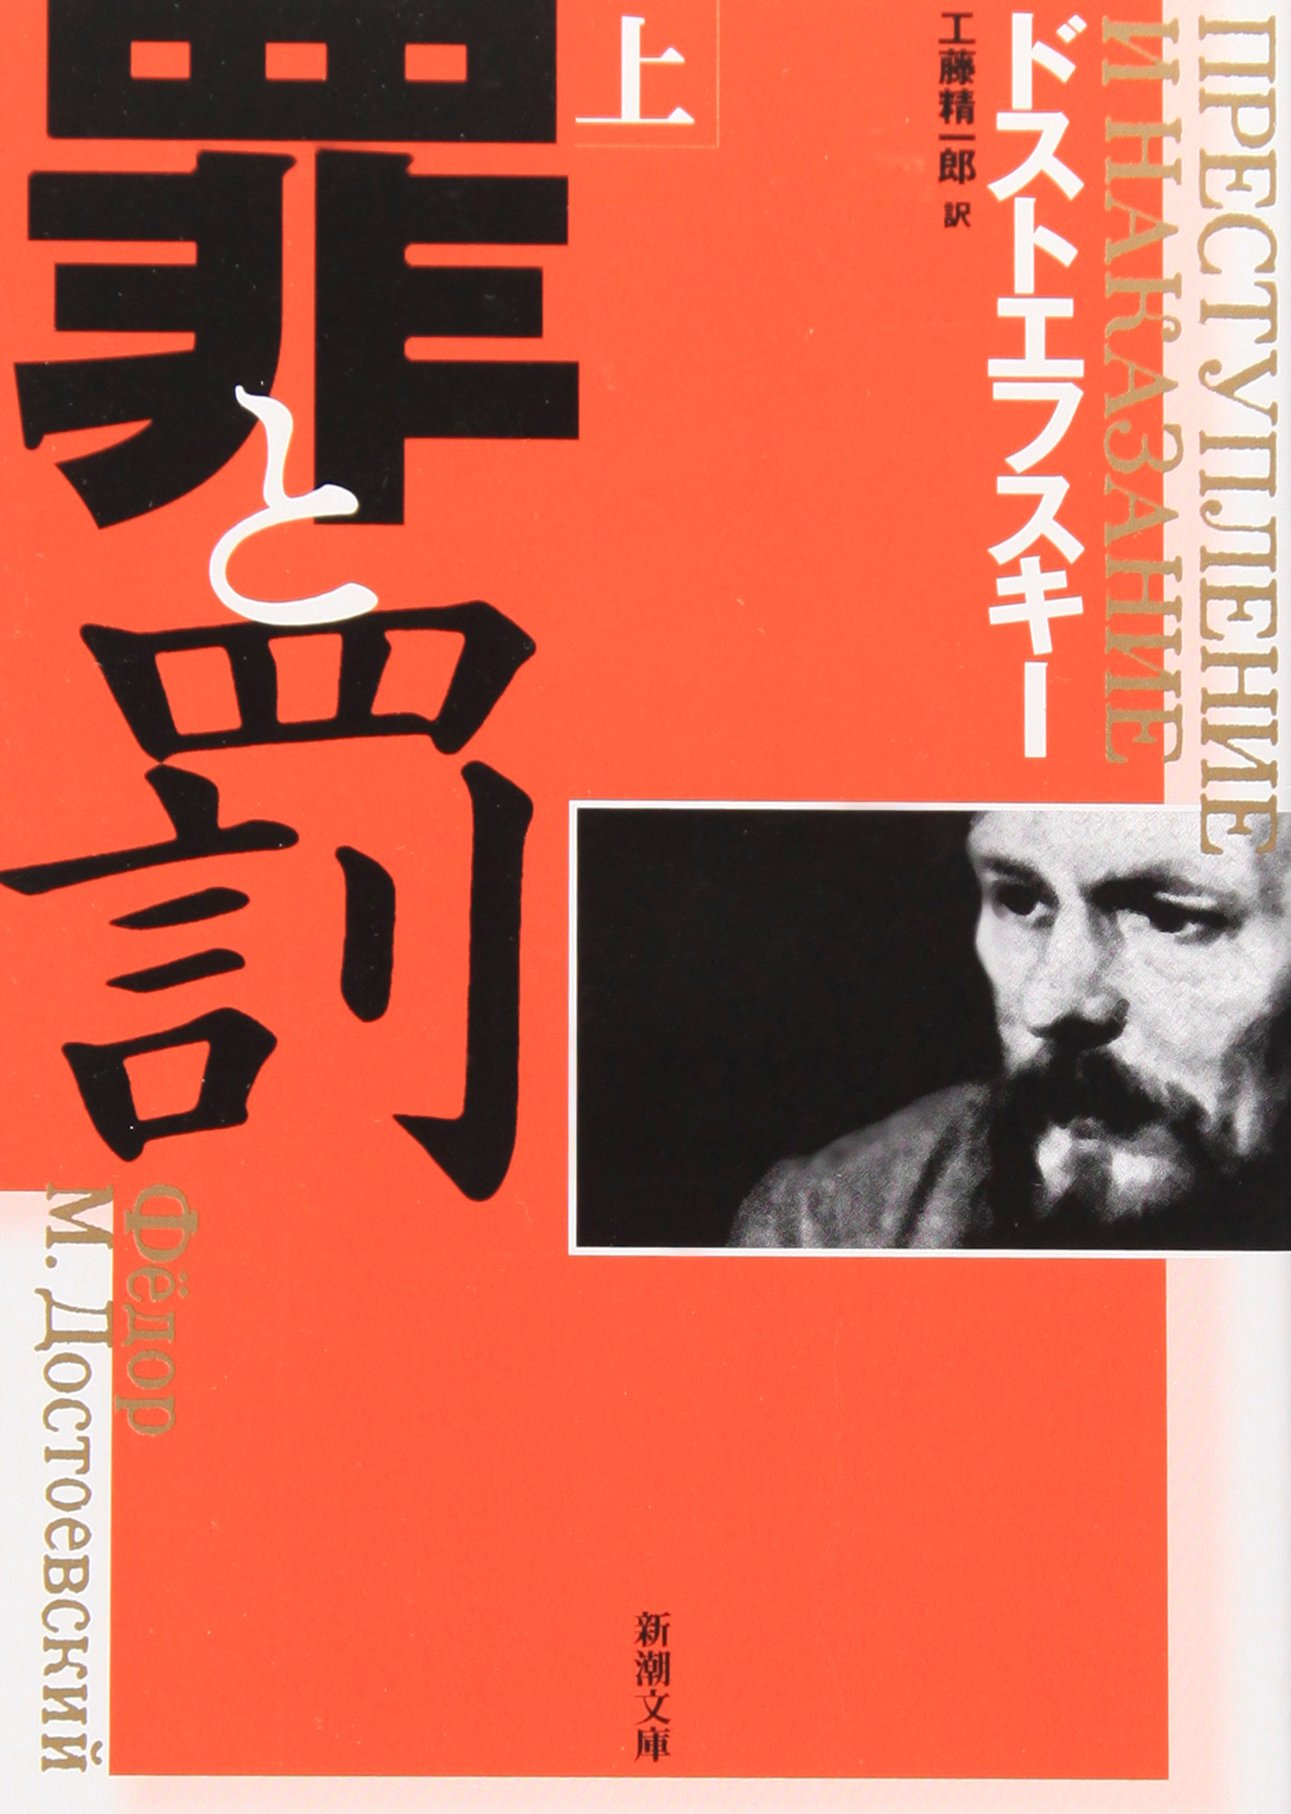 ПРЕСТУПЛЕНИЕ
И НАКАЗАНИЕ
ドストエフスキー
工藤精一郎 訳
上
罪と罰
Фёдор
М. Достоевский
新潮文庫